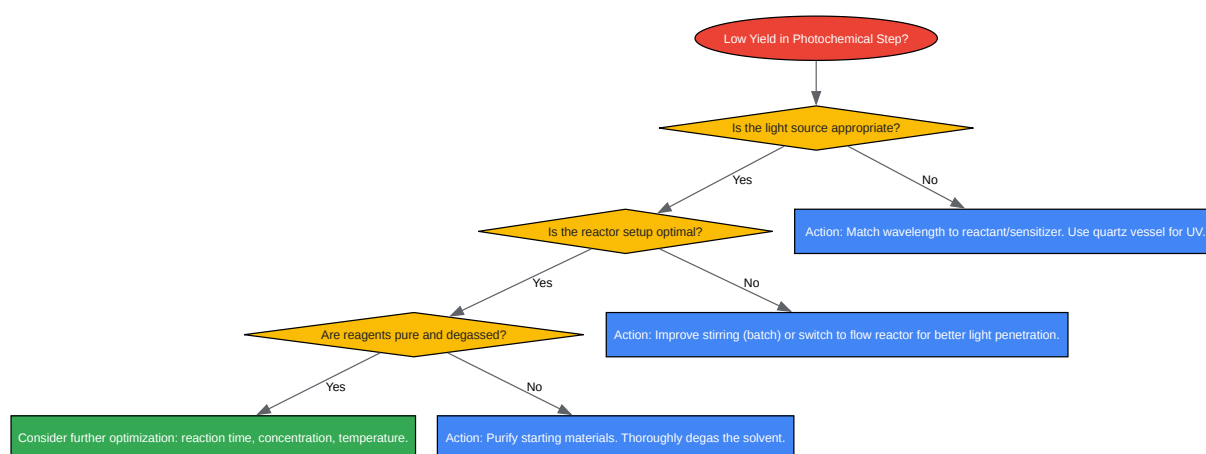 Low Yield in Photochemical Step?
Is the light source appropriate?
Yes
No
Is the reactor setup optimal?
Action: Match wavelength to reactant/sensitizer. Use quartz vessel for UV.
Yes
No
Are reagents pure and degassed?
Action: Improve stirring (batch) or switch to flow reactor for better light penetration.
Yes
No
Consider further optimization: reaction time, concentration, temperature.
Action: Purify starting materials. Thoroughly degas the solvent.